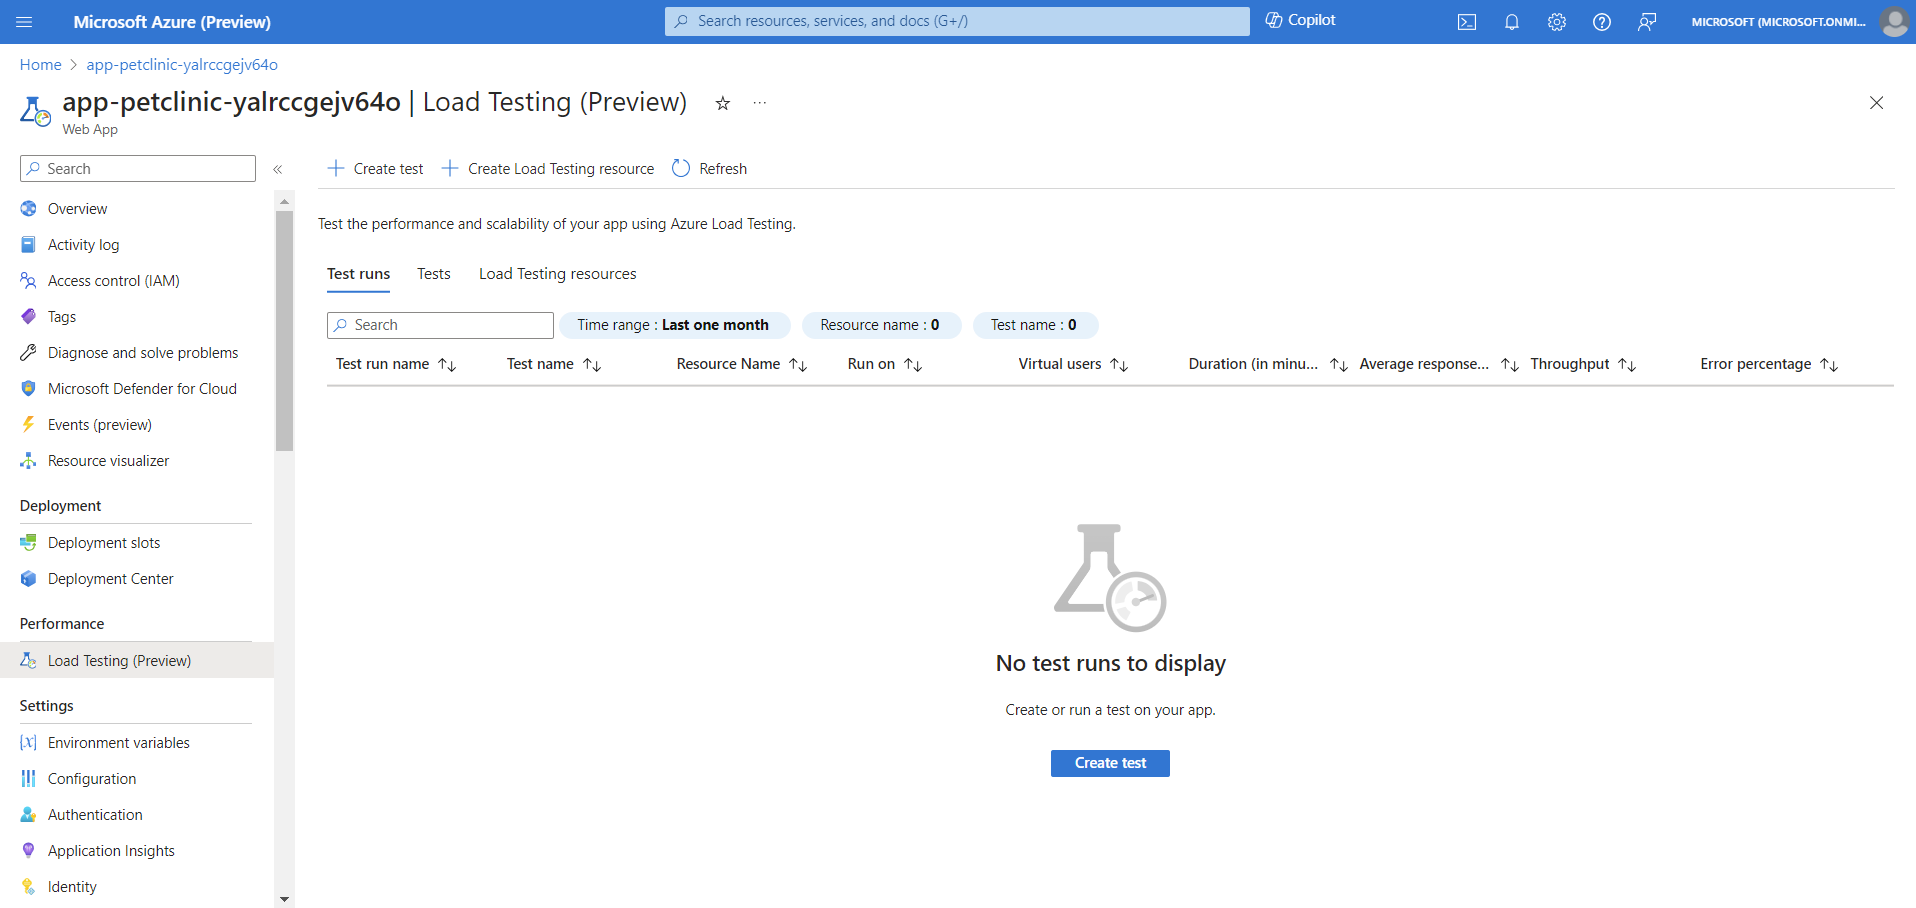 Microsoft Azure (Preview)
Search resources, services, and docs (G+/)
Copilot
MICROSOFT (MICROSOFT.ONMI...
Home > app-petclinic-yalrccgejv64o
app-petclinic-yalrccgejv64o | Load Testing (Preview)
Web App
Search
Overview
Activity log
Access control (IAM)
Tags
Diagnose and solve problems
Microsoft Defender for Cloud
Events (preview)
Resource visualizer
Deployment
Deployment slots
Deployment Center
Performance
Load Testing (Preview)
Settings
Environment variables
Configuration
Authentication
Application Insights
Identity
Create test
Create Load Testing resource
Refresh
Test the performance and scalability of your app using Azure Load Testing.
Test runs
Tests
Load Testing resources
Search
Time range : Last one month
Resource name : 0
Test name : 0
Test run name
Test name
Resource Name
Run on
Virtual users
Duration (in minu...
Average response...
Throughput
Error percentage
No test runs to display
Create or run a test on your app.
Create test